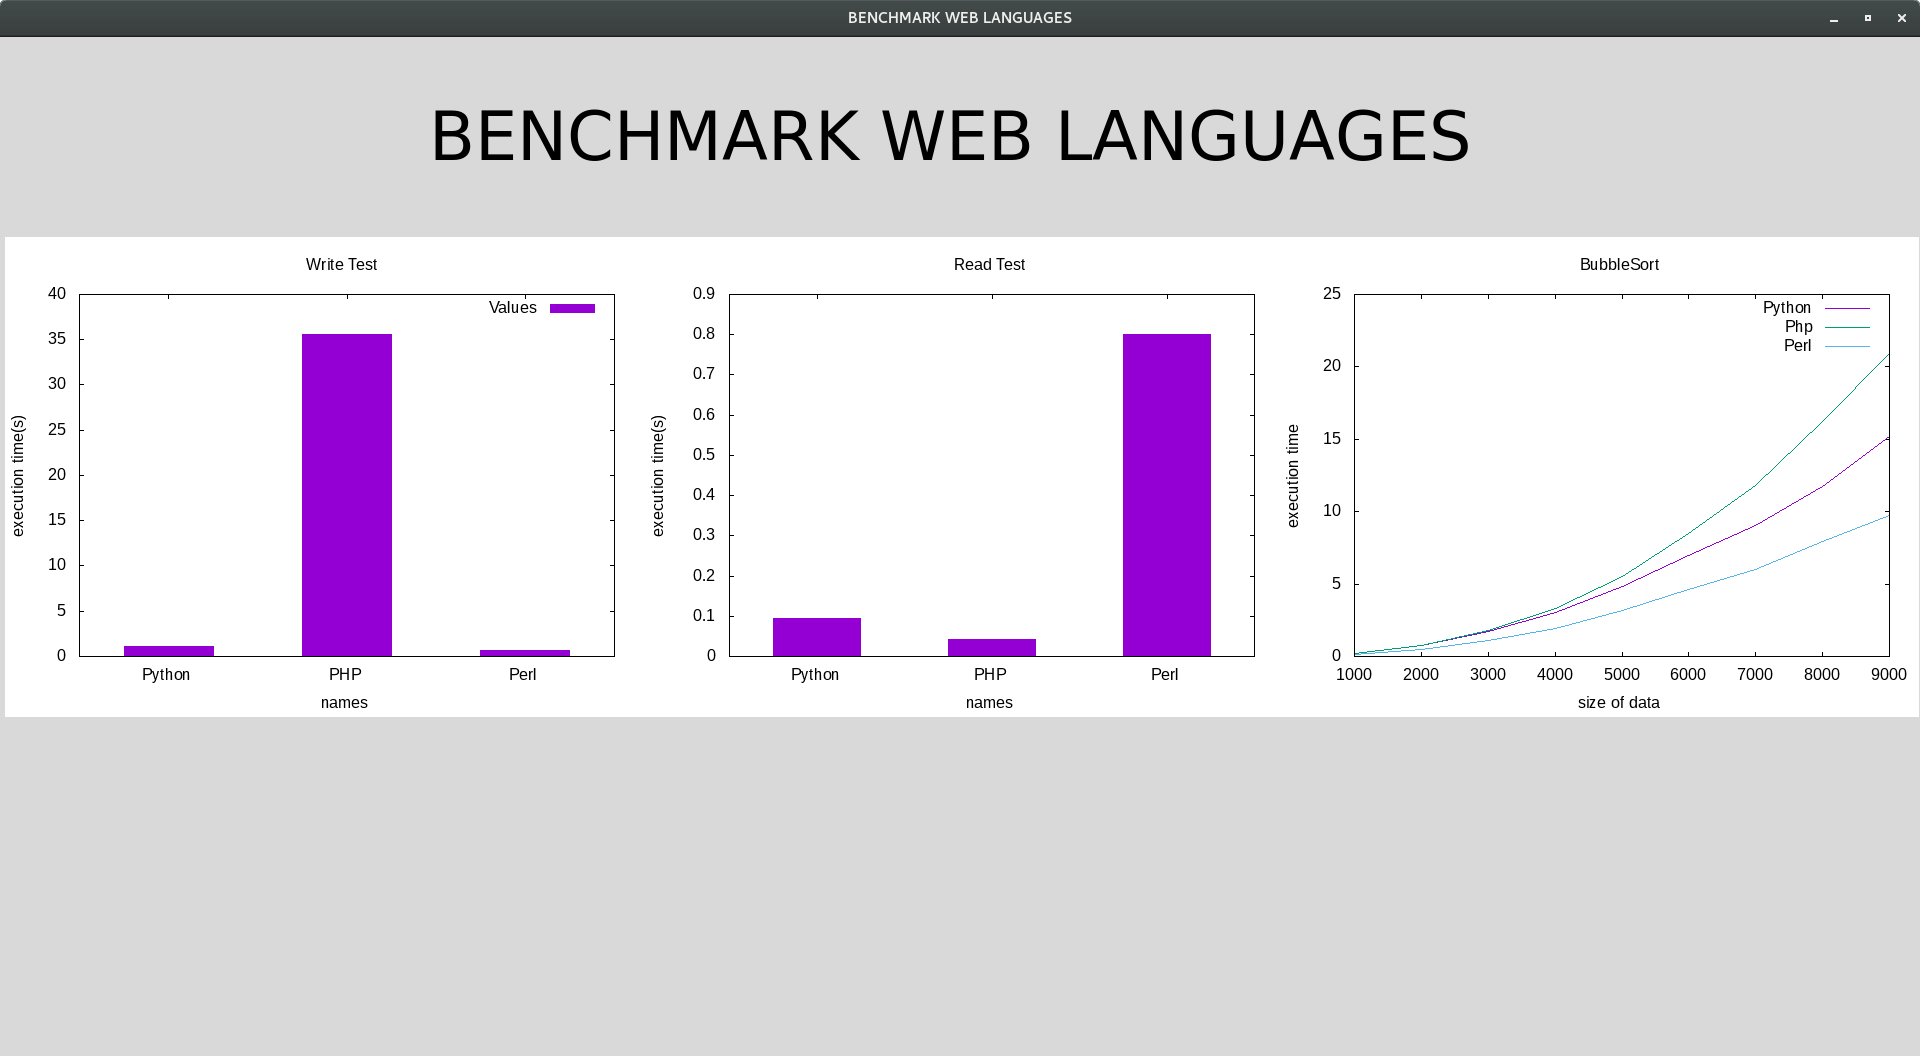 BENCHMARK WEB LANGUAGES
BENCHMARK WEB LANGUAGES
Write Test
40
35
30
25
20
15
10
5
0
execution time(s)
Values
Python PHP Perl
names
Read Test
0.9
0.8
0.7
0.6
0.5
0.4
0.3
0.2
0.1
0
execution time(s)
Python PHP Perl
names
BubbleSort
25
20
15
10
5
0
execution time
Python
Php
Perl
1000 2000 3000 4000 5000 6000 7000 8000 9000
size of data